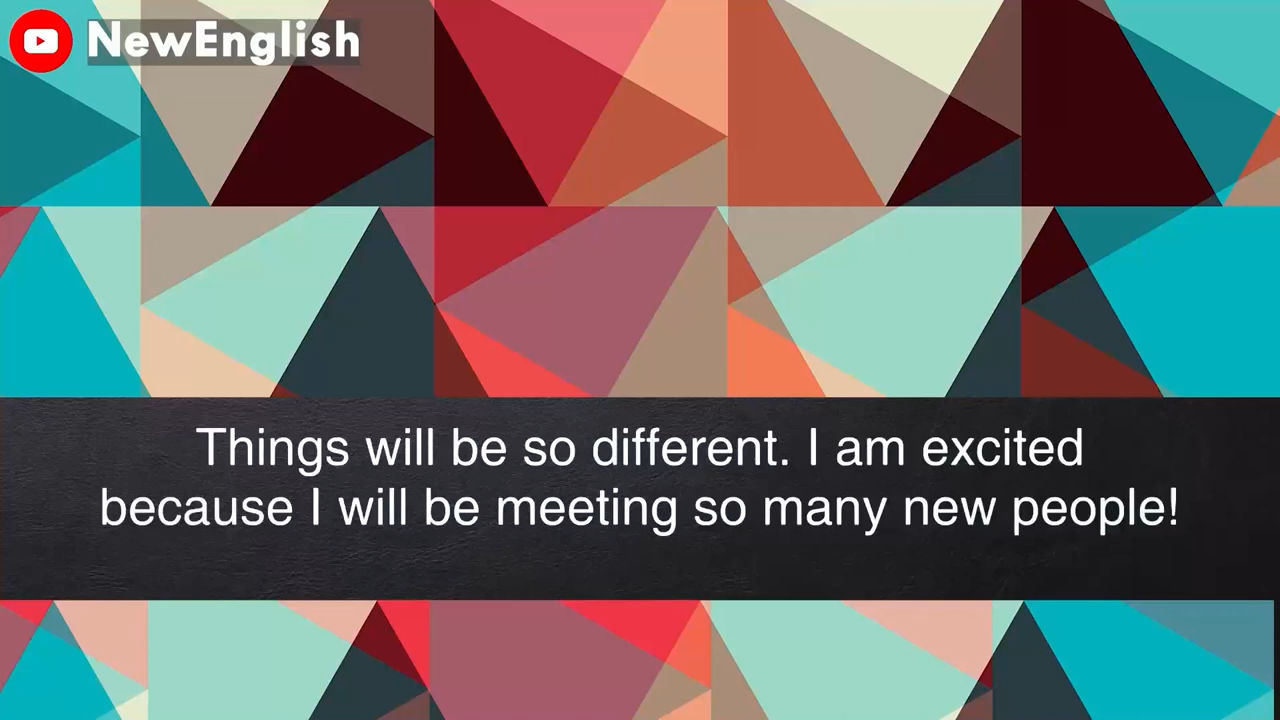 NewEnglish
Things will be so different. I am excited
because I will be meeting so many new people!